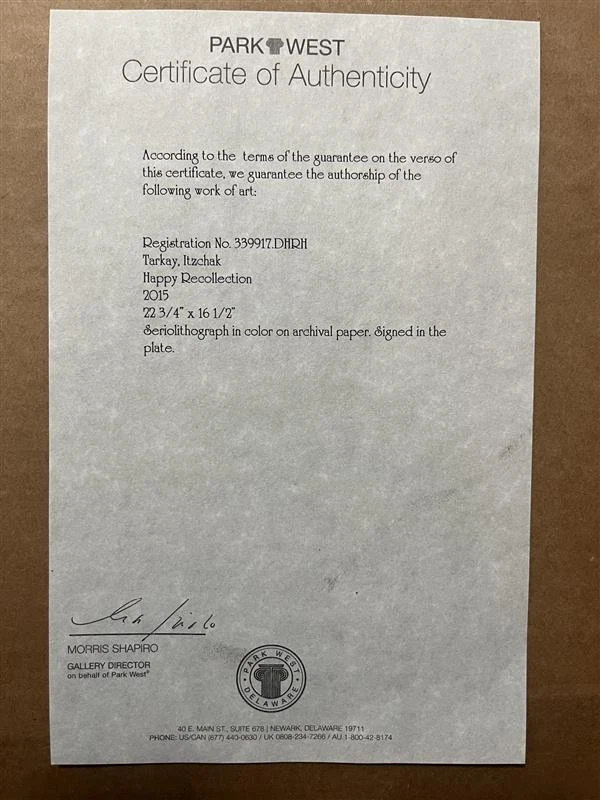 PARK WEST
Certificate of Authenticity
According to the terms of the guarantee on the verso of
this certificate, we guarantee the authorship of the
following work of art:
Registration No. 339917.DHRH
Tarkay, Itzchak
Happy Recollection
2015
22 3/4" x 16 1/2"
Seriolithograph in color on archival paper. Signed in the
plate.
MORRIS SHAPIRO
GALLERY DIRECTOR
on behalf of Park West®
PARK WEST
DELAWARE
40 E. MAIN ST., SUITE 678 | NEWARK, DELAWARE 19711
PHONE: US/CAN (877) 440-0630 / UK 0808-234-7266 / AU 1-800-42-8174